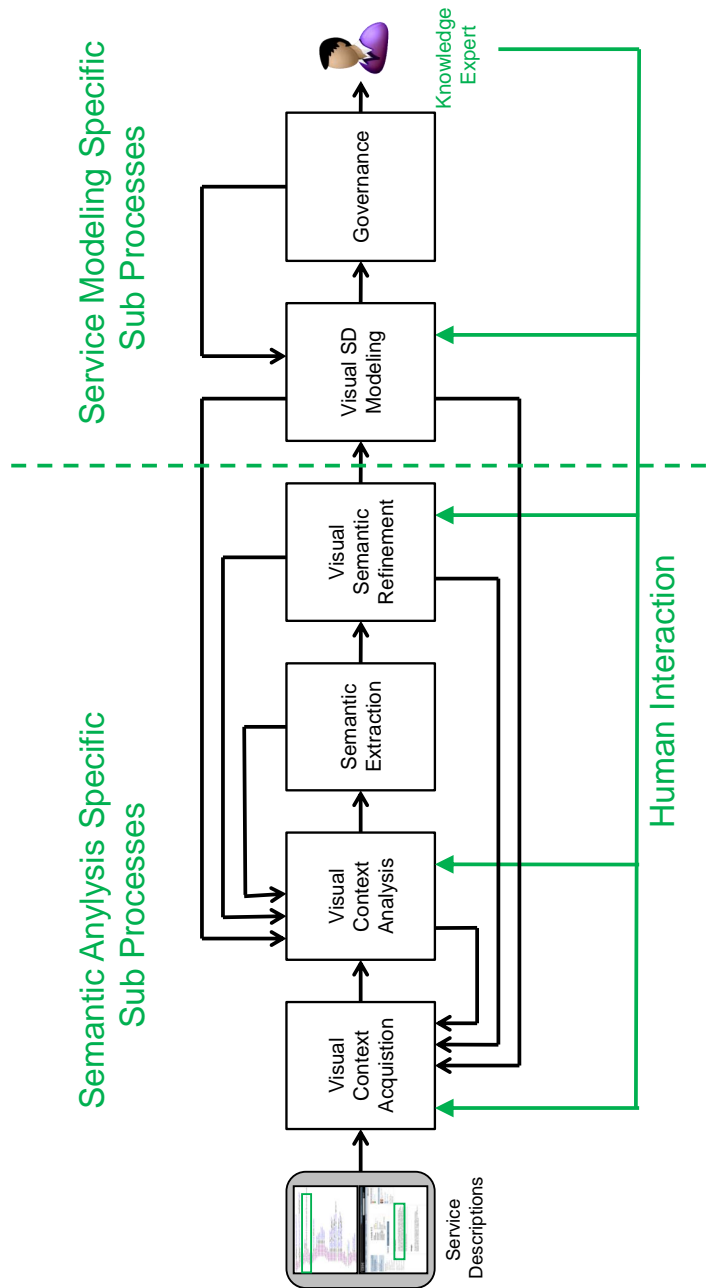 Semantic Anylysis Specific
Sub Processes
Service Modeling Specific
Sub Processes
Service
Descriptions
Visual
Context
Acquistion
Visual
Context
Analysis
Semantic
Extraction
Visual
Semantic
Refinement
Visual SD
Modeling
Governance
Knowledge
Expert
Human Interaction